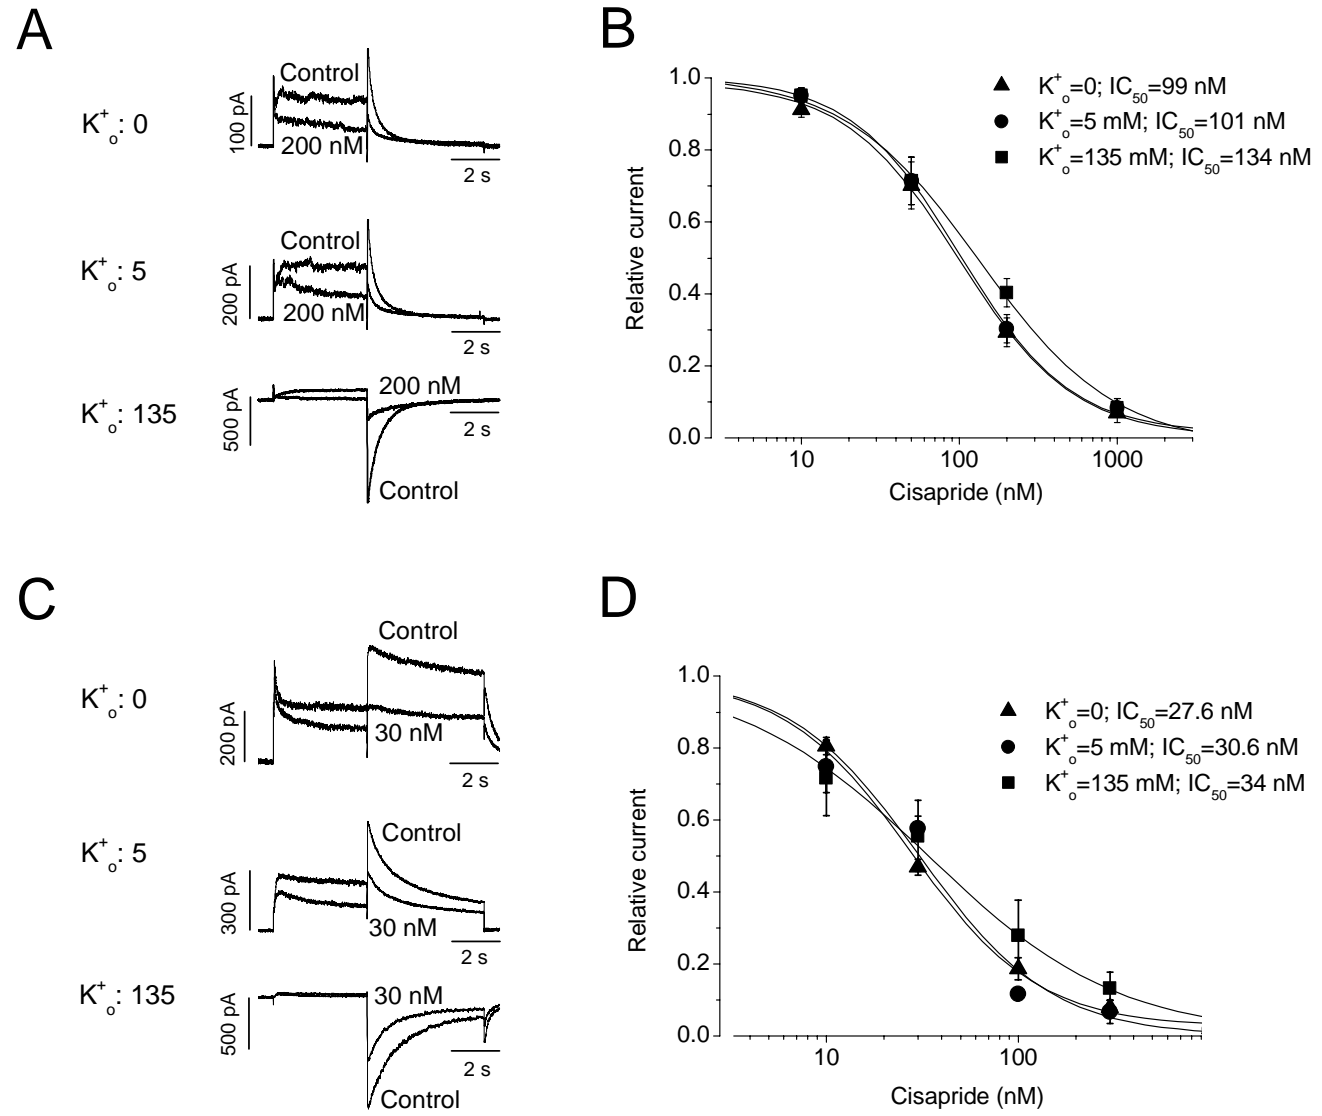 A
K+o: 0
100 pA
Control
200 nM
2 s
K+o: 5
200 pA
Control
200 nM
2 s
K+o: 135
500 pA
200 nM
2 s
Control
B
Relative current
1.0
0.8
0.6
0.4
0.2
0.0
K+o=0; IC50=99 nM
K+o=5 mM; IC50=101 nM
K+o=135 mM; IC50=134 nM
10 100 1000
Cisapride (nM)
C
K+o: 0
200 pA
Control
30 nM
2 s
K+o: 5
300 pA
Control
30 nM
2 s
K+o: 135
500 pA
30 nM
2 s
Control
D
Relative current
1.0
0.8
0.6
0.4
0.2
0.0
K+o=0; IC50=27.6 nM
K+o=5 mM; IC50=30.6 nM
K+o=135 mM; IC50=34 nM
10 100
Cisapride (nM)